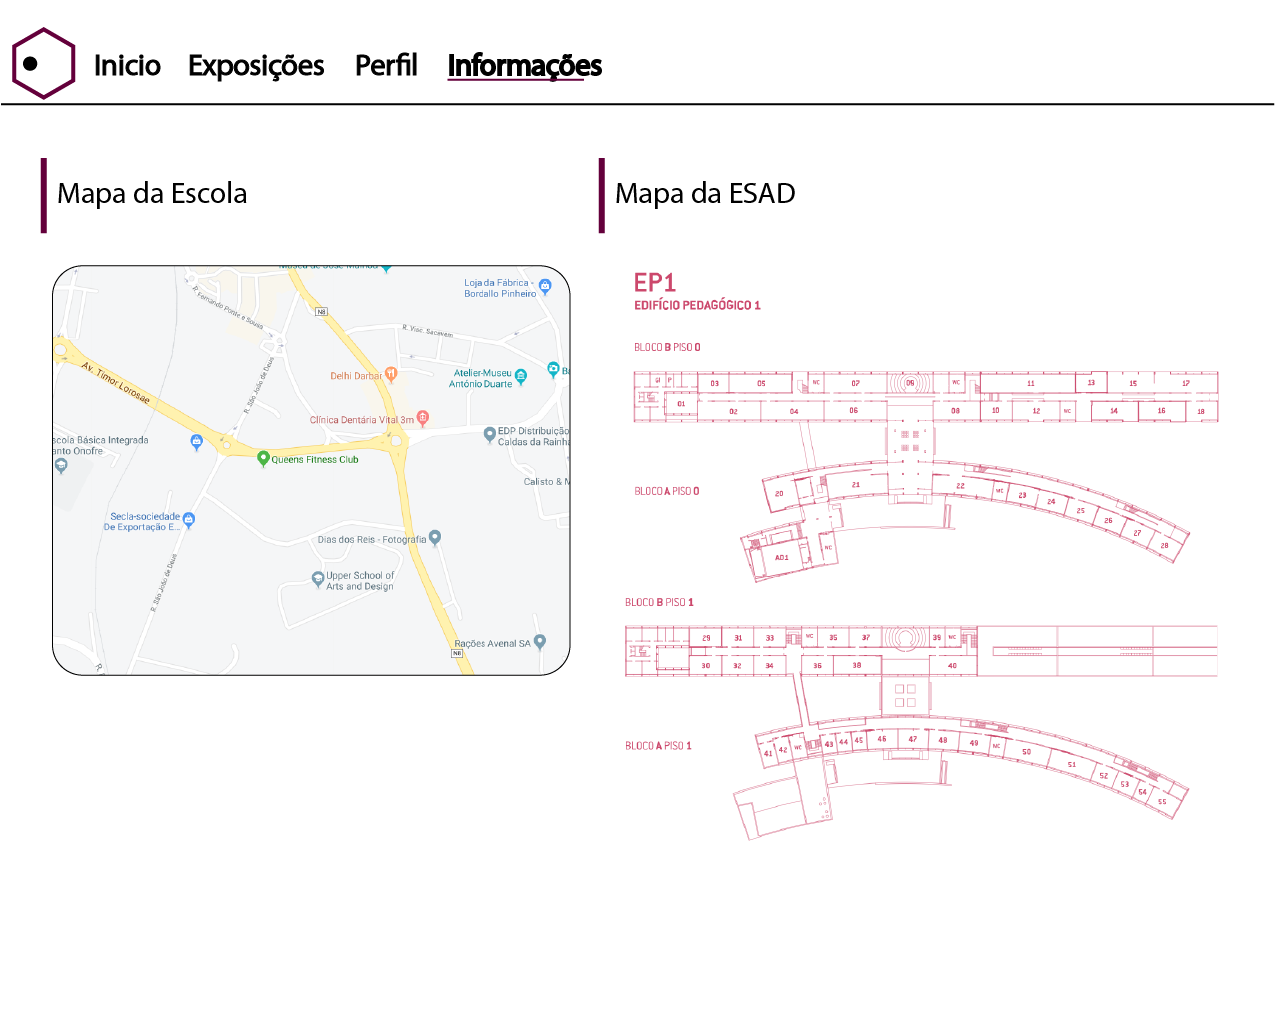 Inicio
Exposições
Perfil
Informações
Mapa da Escola
Mapa da ESAD
Loja da Fábrica -
Bordallo Pinheiro
R. Fernando Ponte e Sousa
N8
R. Visc. Sacavém
Av. Timor Lorosae
R. São João de Deus
Delhi Darbar
Atelier-Museu
António Duarte
Clínica Dentária Vital 3m
EDP Distribuição
Caldas da Rainha
scola Básica Integrada
anto Onofre
Queens Fitness Club
Calisto & M
Secla-sociedade
De Exportação E...
Dias dos Reis - Fotografia
R. São João de Deus
Upper School of
Arts and Design
Rações Avenal SA
N8
R.
EP1
EDIFÍCIO PEDAGÓGICO 1
BLOCO B PISO 0
P 03 05 WC 07 09 WC 11 13 15 17
01 02 04 06 08 10 12 WC 14 16 18
BLOCO A PISO 0
20 21 22 WC 23 24 25 26 27 28
A01 WC
BLOCO B PISO 1
29 31 33 WC 35 37 39 WC
30 32 34 36 38 40
BLOCO A PISO 1
41 42 WC 43 44 45 46 47 48 49 WC 50 51 52 53 54 55